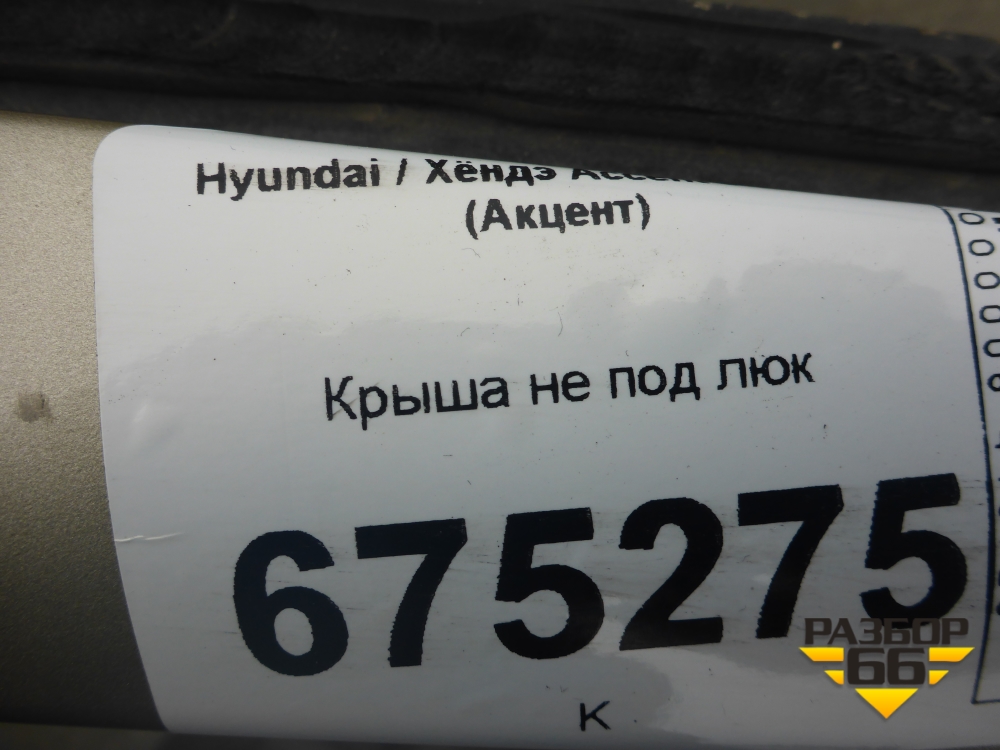 Hyundai / Хёндэ
(Акцент)
Крыша не под люк
675275
К
РАЗБОР
66